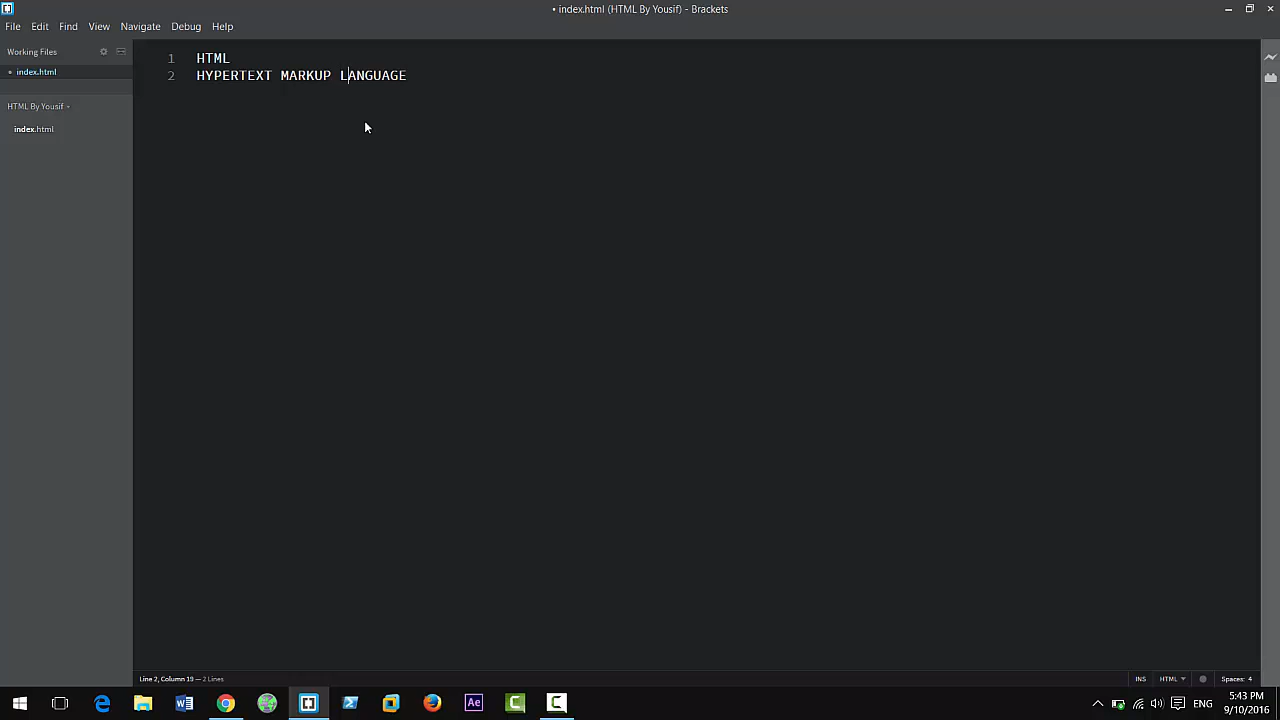 • index.html (HTML By Yousif) - Brackets
File Edit Find View Navigate Debug Help
Working Files
• index.html
HTML By Yousif
index.html
1 HTML
2 HYPERTEXT MARKUP LANGUAGE
Line 2, Column 19 — 2 Lines
INS HTML Spaces: 4
Ae
ENG
5:43 PM
9/10/2016